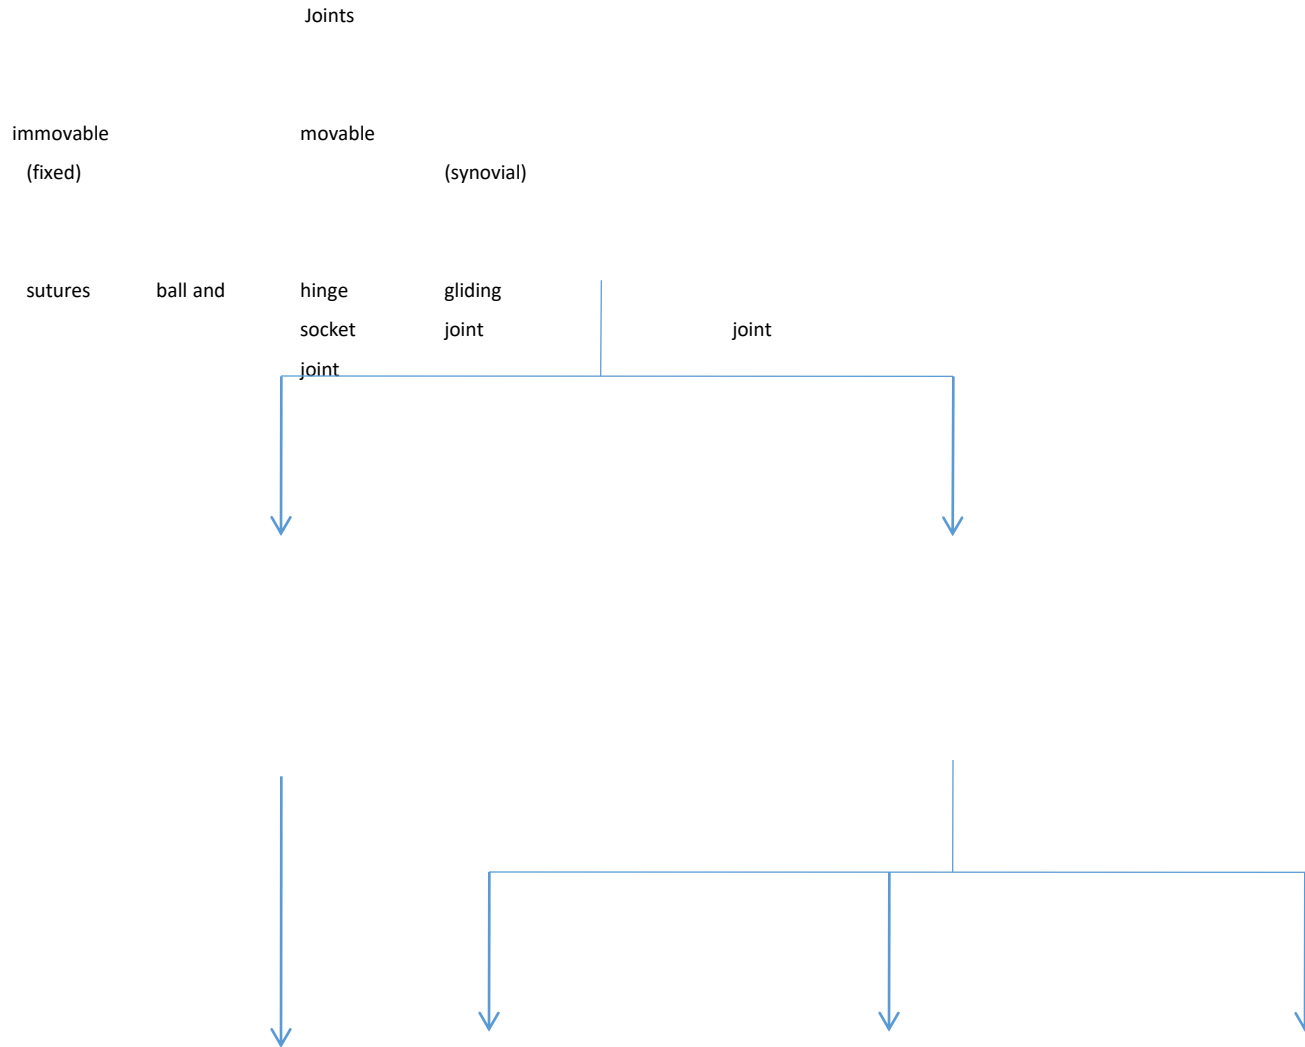 Joints
immovable movable
(fixed) (synovial)
sutures ball and hinge gliding
socket joint joint
joint